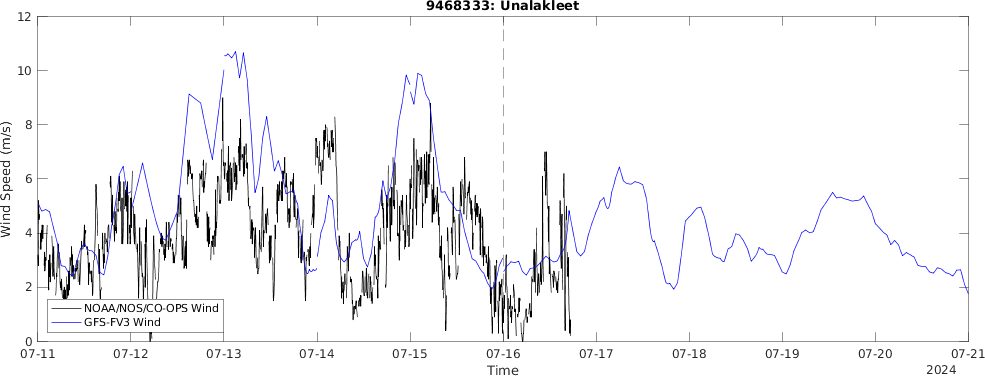 9468333: Unalakleet
Wind Speed (m/s)
12
10
8
6
4
2
0
NOAA/NOS/CO-OPS Wind
GFS-FV3 Wind
07-11 07-12 07-13 07-14 07-15 07-16 07-17 07-18 07-19 07-20 07-21
Time
2024